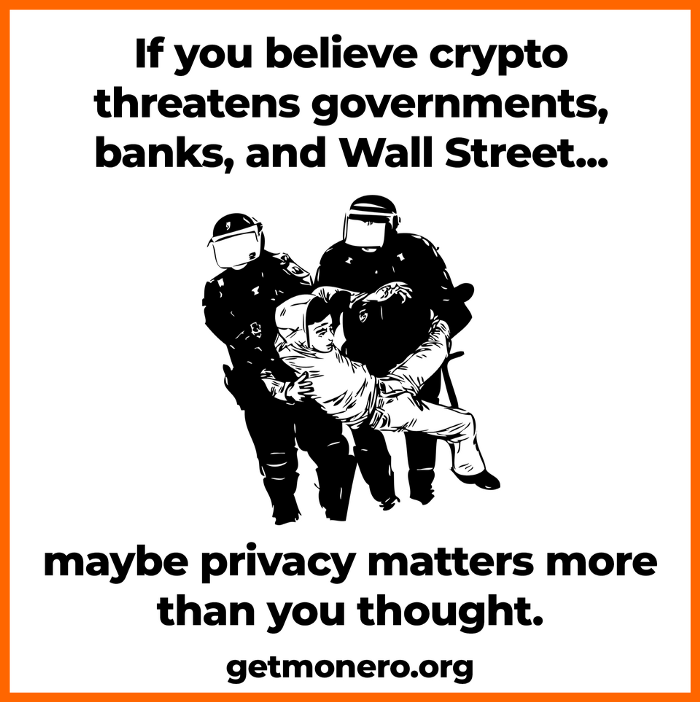 If you believe crypto
threatens governments,
banks, and Wall Street...
maybe privacy matters more
than you thought.
getmonero.org